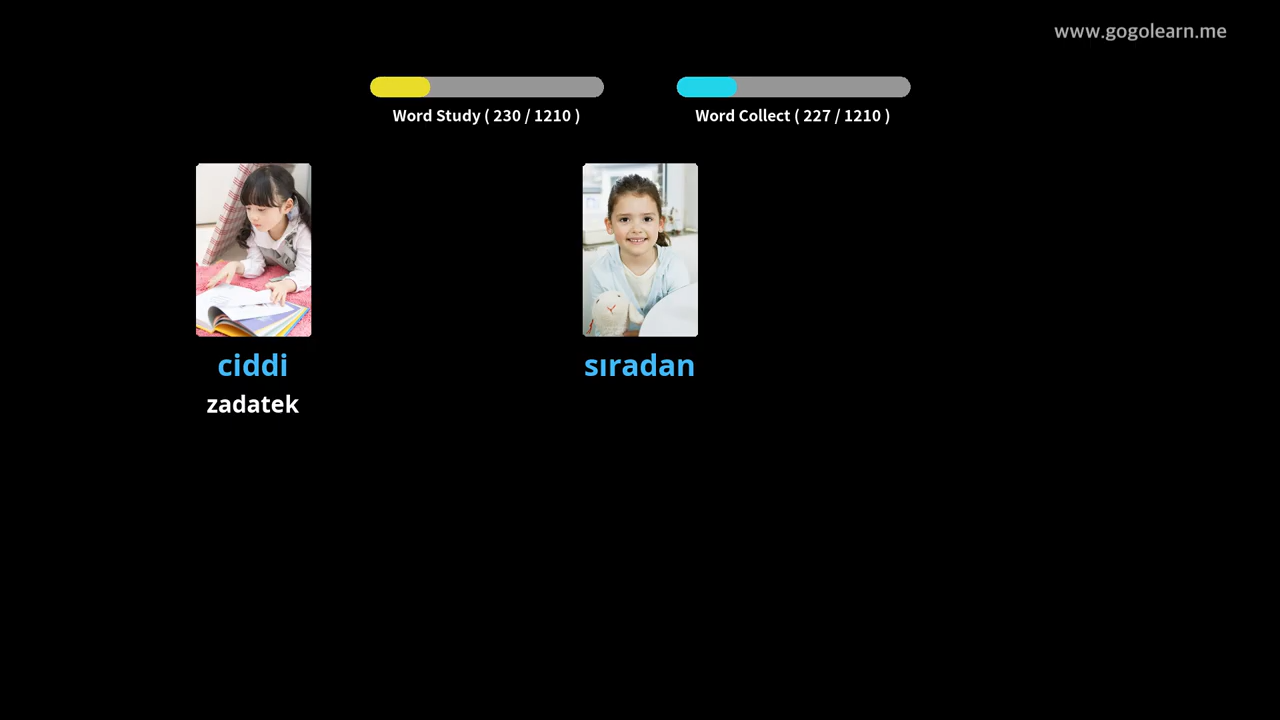 www.gogolearn.me
Word Study ( 230 / 1210 )
Word Collect ( 227 / 1210 )
ciddi
sıradan
zadatek